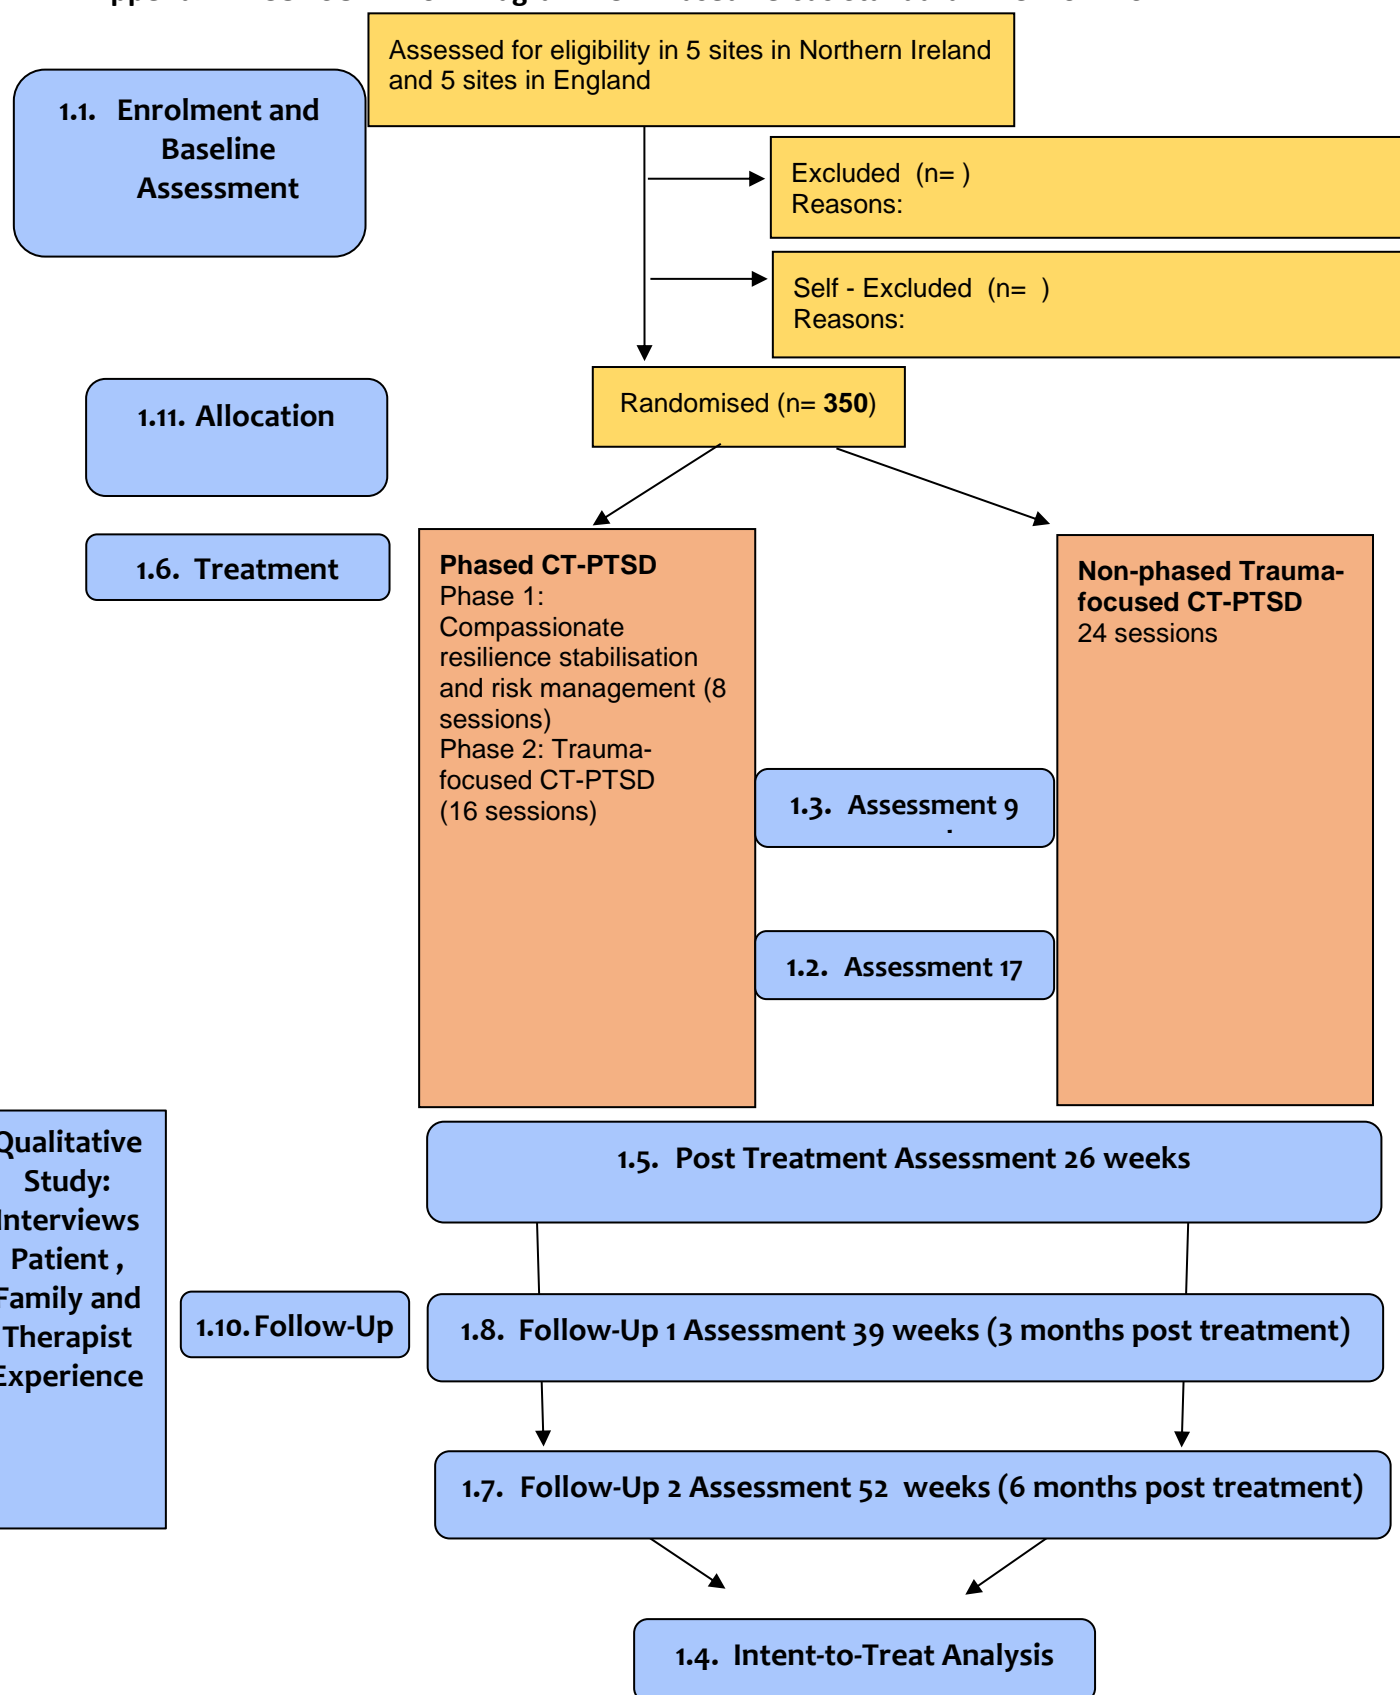 Assessed for eligibility in 5 sites in Northern Ireland
and 5 sites in England
1.1. Enrolment and
Baseline
Assessment
Excluded (n= )
Reasons:
Self - Excluded (n= )
Reasons:
1.11. Allocation
Randomised (n= 350)
1.6. Treatment
Phased CT-PTSD
Phase 1:
Compassionate
resilience stabilisation
and risk management (8
sessions)
Phase 2: Trauma-
focused CT-PTSD
(16 sessions)
Non-phased Trauma-
focused CT-PTSD
24 sessions
1.3. Assessment 9
1.2. Assessment 17
1.5. Post Treatment Assessment 26 weeks
Qualitative
Study:
Interviews
Patient ,
Family and
Therapist
Experience
1.10. Follow-Up
1.8. Follow-Up 1 Assessment 39 weeks (3 months post treatment)
1.7. Follow-Up 2 Assessment 52 weeks (6 months post treatment)
1.4. Intent-to-Treat Analysis